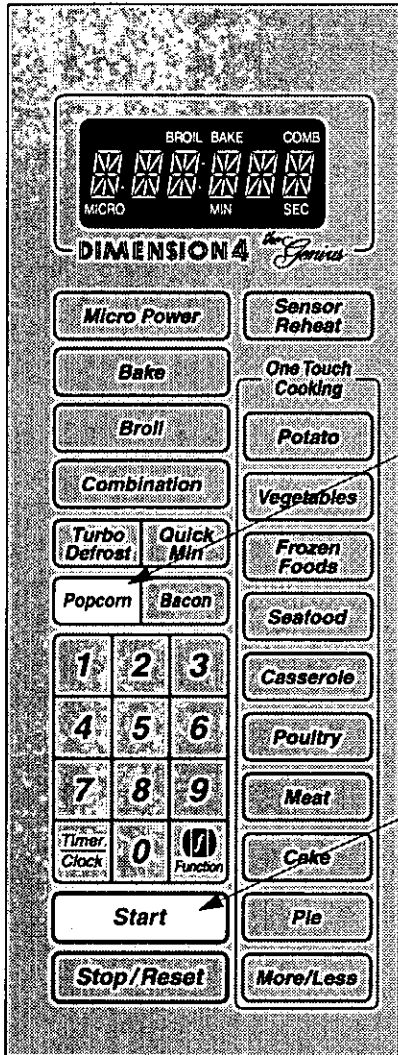 BROIL BAKE COMB
MICRO MIN SEC
DIMENSION 4 the Genius
Micro Power
Sensor
Reheat
Bake
Broil
Combination
Turbo
Defrost
Quick
Min
Popcorn
Bacon
1 2 3
4 5 6
7 8 9
Timer
Clock
0
Function
Start
Stop/Reset
One Touch
Cooking
Potato
Vegetables
Frozen
Foods
Seafood
Casserole
Poultry
Meat
Cake
Pie
More/Less